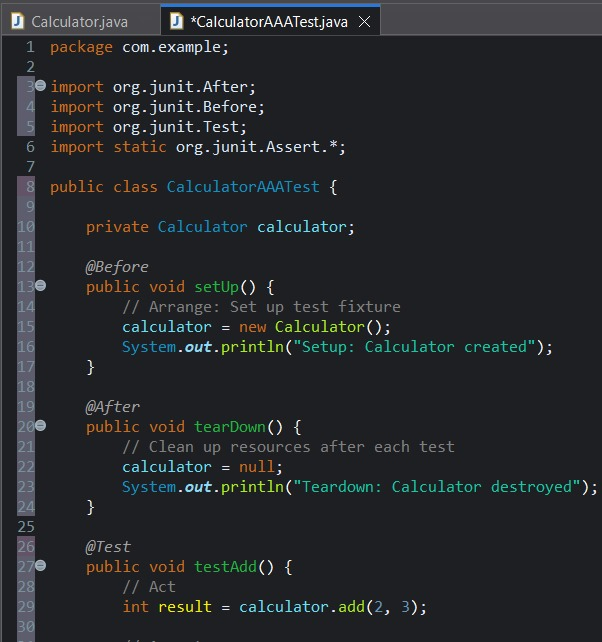 Calculator.java
*CalculatorAAATest.java
1 package com.example;
2
3 import org.junit.After;
4 import org.junit.Before;
5 import org.junit.Test;
6 import static org.junit.Assert.*;
7
8 public class CalculatorAAATest {
9
10 private Calculator calculator;
11
12 @Before
13 public void setUp() {
14 // Arrange: Set up test fixture
15 calculator = new Calculator();
16 System.out.println("Setup: Calculator created");
17 }
18
19 @After
20 public void tearDown() {
21 // Clean up resources after each test
22 calculator = null;
23 System.out.println("Teardown: Calculator destroyed");
24 }
25
26 @Test
27 public void testAdd() {
28 // Act
29 int result = calculator.add(2, 3);
30